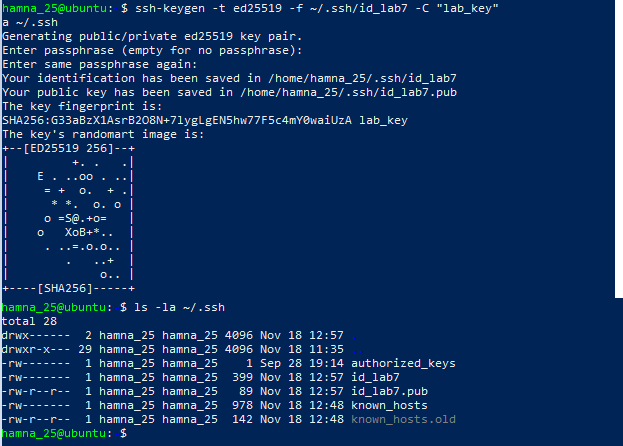 hamna_25@ubuntu: $ ssh-keygen -t ed25519 -f ~/.ssh/id_lab7 -C "lab_key"
a ~/.ssh
Generating public/private ed25519 key pair.
Enter passphrase (empty for no passphrase):
Enter same passphrase again:
Your identification has been saved in /home/hamna_25/.ssh/id_lab7
Your public key has been saved in /home/hamna_25/.ssh/id_lab7.pub
The key fingerprint is:
SHA256:G33aBzX1AsrB2O8N+7lygLgEN5hw77F5c4mY0waiUzA lab_key
The key's randomart image is:
+--[ED25519 256]--+
|         +. .   .|
|    E . ..oo . ..|
|     = +  o.  + .|
|      * *.  o. o |
|     o =S@.+o=   |
|    o   XoB+*..  |
|     . ..=.o.o.. |
|        .   ..+  |
|             o.. |
+----[SHA256]-----+
hamna_25@ubuntu: $ ls -la ~/.ssh
total 28
drwx------  2 hamna_25 hamna_25 4096 Nov 18 12:57 .
drwxr-x--- 29 hamna_25 hamna_25 4096 Nov 18 11:35 ..
-rw-------  1 hamna_25 hamna_25    1 Sep 28 19:14 authorized_keys
-rw-------  1 hamna_25 hamna_25  399 Nov 18 12:57 id_lab7
-rw-r--r--  1 hamna_25 hamna_25   89 Nov 18 12:57 id_lab7.pub
-rw-------  1 hamna_25 hamna_25  978 Nov 18 12:48 known_hosts
-rw-r--r--  1 hamna_25 hamna_25  142 Nov 18 12:48 known_hosts.old
hamna_25@ubuntu: $